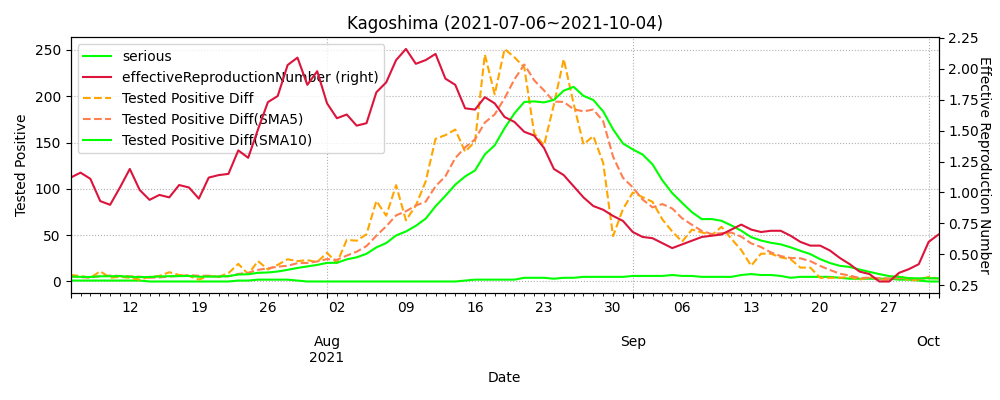 Kagoshima (2021-07-06~2021-10-04)
serious
effectiveReproductionNumber (right)
Tested Positive Diff
Tested Positive Diff(SMA5)
Tested Positive Diff(SMA10)
Tested Positive
250
200
150
100
50
0
2.25
2.00
1.75
1.50
1.25
1.00
0.75
0.50
0.25
Effective Reproduction Number
12 19 26 02 09 16 23 30 06 13 20 27
Aug Sep Oct
2021
Date